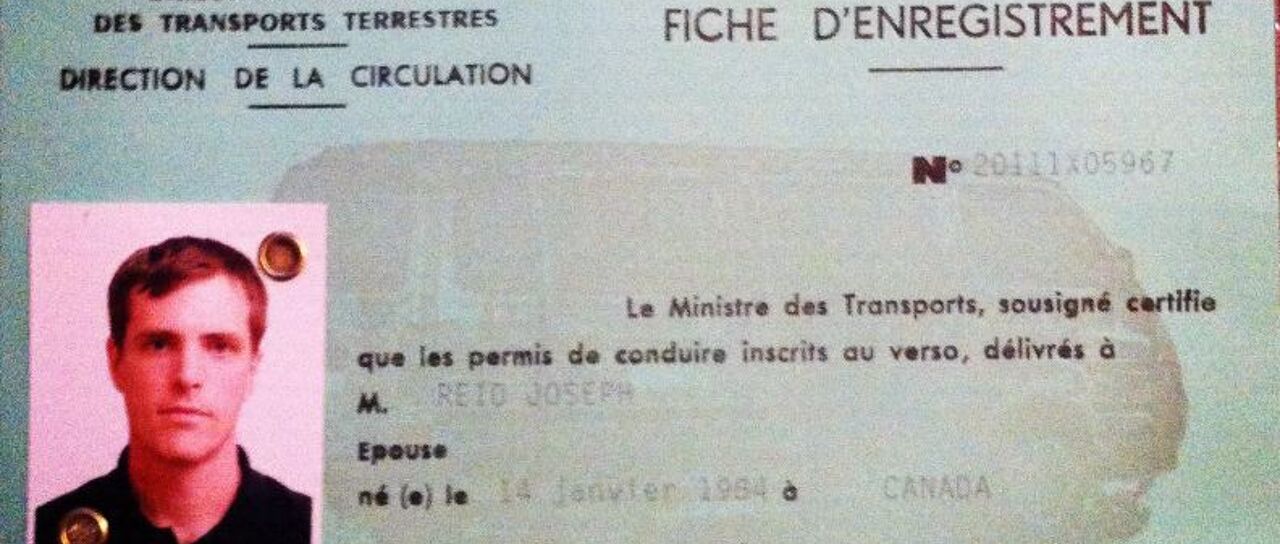 DES TRANSPORTS TERRESTRES
DIRECTION DE LA CIRCULATION
FICHE D'ENREGISTREMENT
N° 20111X05967
Le Ministre des Transports, sousigné certifie
que les permis de conduire inscrits au verso, délivrés à
M. REID JOSEPH
Epouse
né (e) le 14 janvier 1984 à CANADA